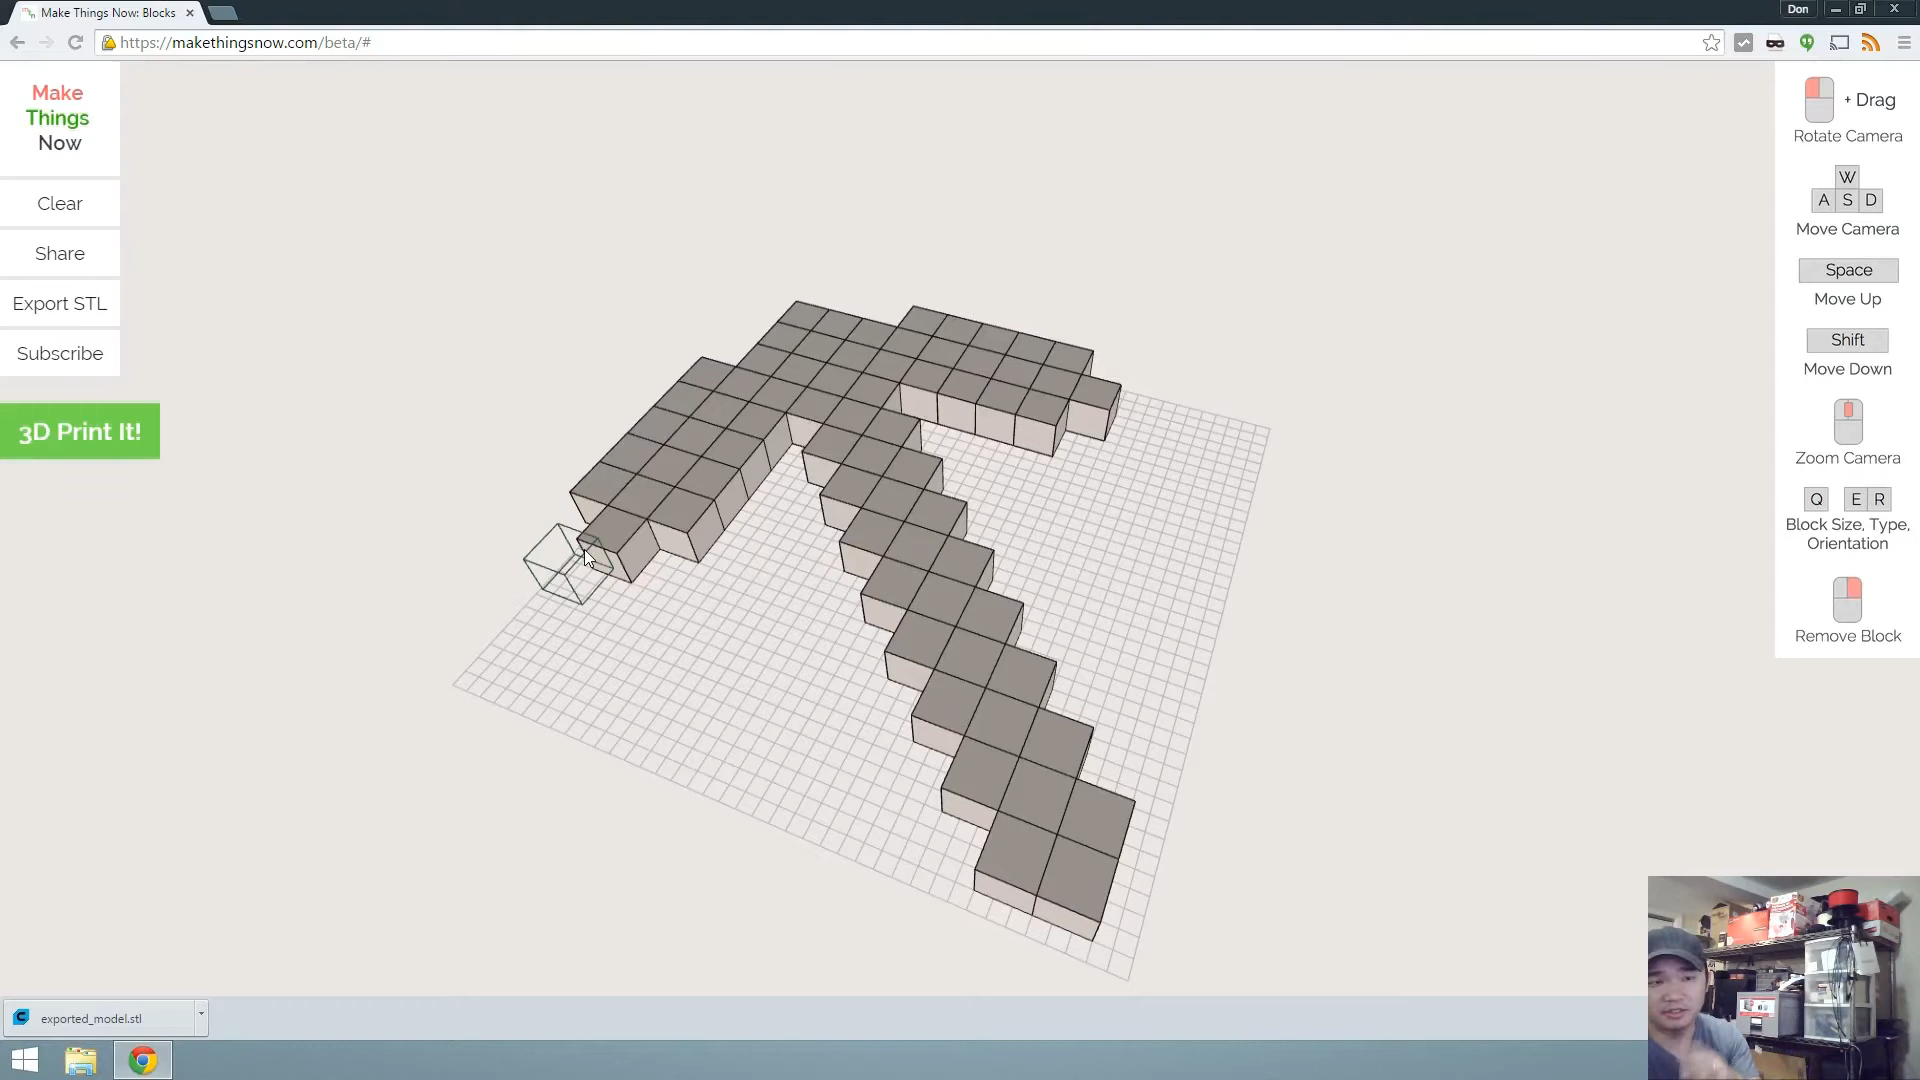 Make Things Now: Blocks
Don
https://makethingsnow.com/beta/#
Make
Things
Now
Clear
Share
Export STL
Subscribe
3D Print It!
+ Drag
Rotate Camera
W
A S D
Move Camera
Space
Move Up
Shift
Move Down
Zoom Camera
Q E R
Block Size, Type,
Orientation
Remove Block
exported_model.stl